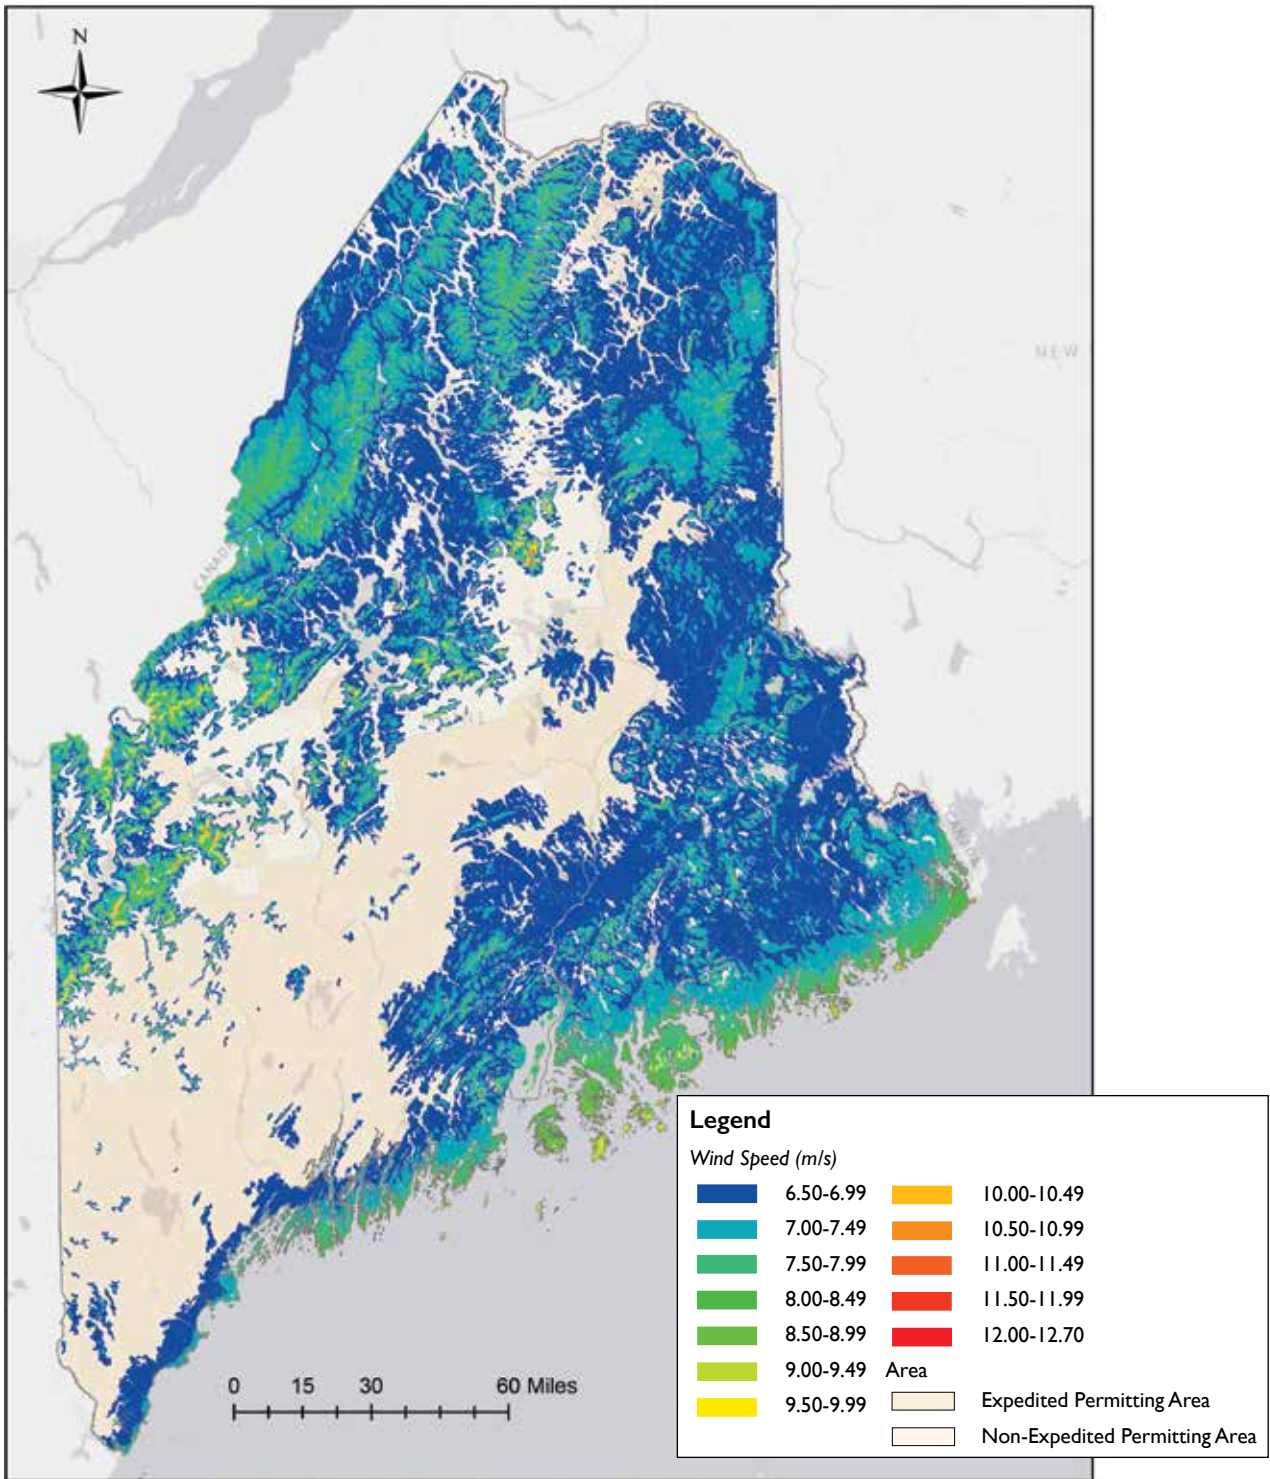 N
NEW
CANAD
CANADA
Legend
Wind Speed (m/s)
6.50-6.99
10.00-10.49
7.00-7.49
10.50-10.99
7.50-7.99
11.00-11.49
8.00-8.49
11.50-11.99
8.50-8.99
12.00-12.70
9.00-9.49
Area
9.50-9.99
Expedited Permitting Area
Non-Expedited Permitting Area
0 15 30 60 Miles